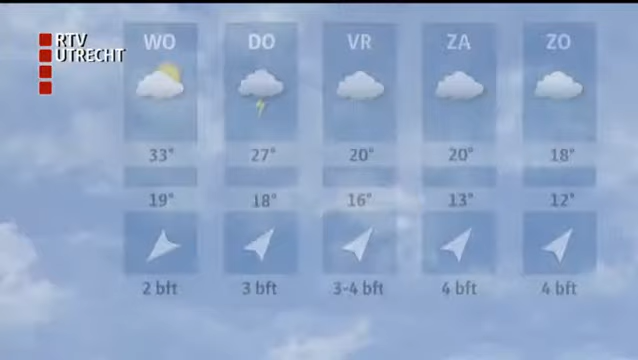 RTV
UTRECHT
WO DO VR ZA ZO
33° 27° 20° 20° 18°
19° 18° 16° 13° 12°
2 bft 3 bft 3-4 bft 4 bft 4 bft